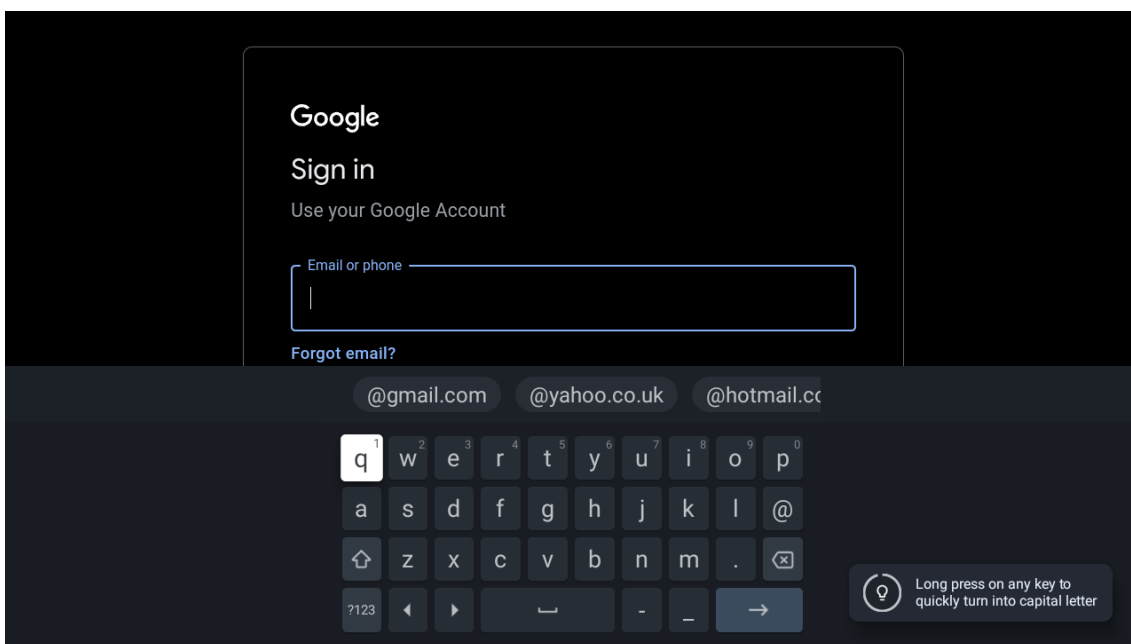 Google
Sign in
Use your Google Account
Email or phone
Forgot email?
@gmail.com @yahoo.co.uk @hotmail.co
q 1 w 2 e 3 r 4 t 5 y 6 u 7 i 8 o 9 p 0
a s d f g h j k l @
z x c v b n m .
?123 - _
Long press on any key to
quickly turn into capital letter